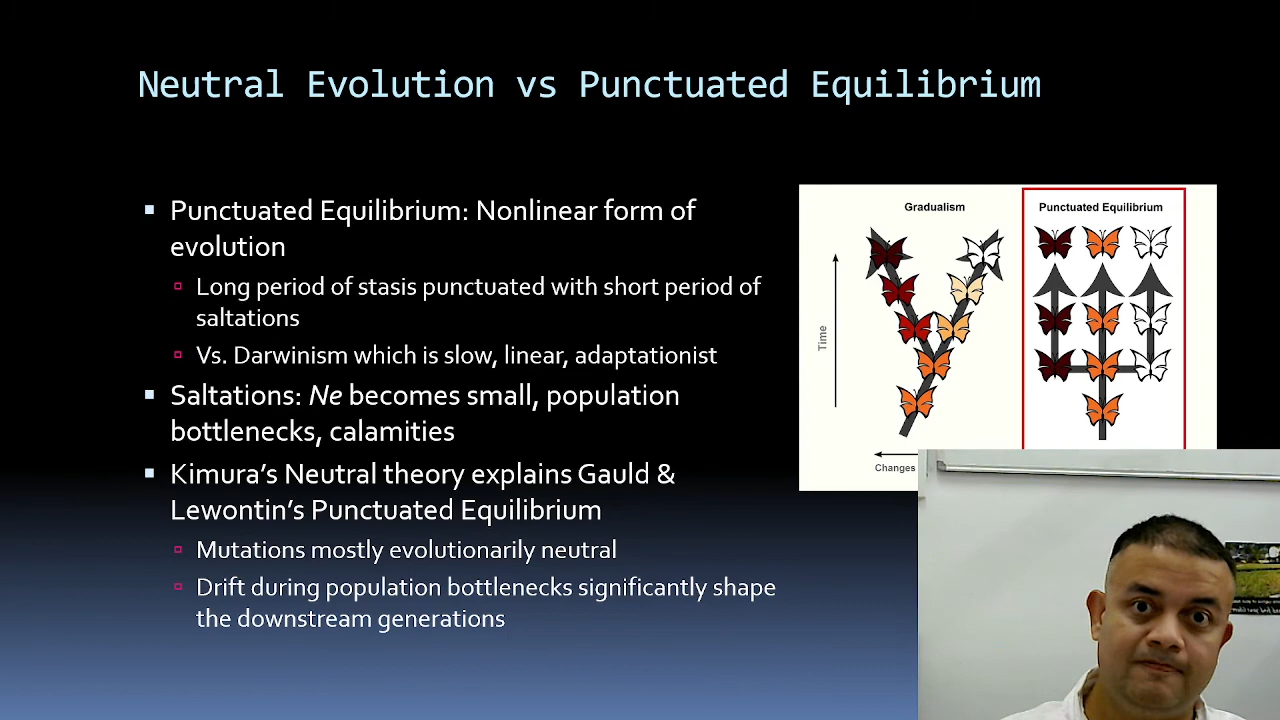 Neutral Evolution vs Punctuated Equilibrium
Punctuated Equilibrium: Nonlinear form of
evolution
Long period of stasis punctuated with short period of
saltations
Vs. Darwinism which is slow, linear, adaptationist
Saltations: Ne becomes small, population
bottlenecks, calamities
Kimura's Neutral theory explains Gauld &
Lewontin's Punctuated Equilibrium
Mutations mostly evolutionarily neutral
Drift during population bottlenecks significantly shape
the downstream generations
Gradualism
Punctuated Equilibrium
Time
Changes